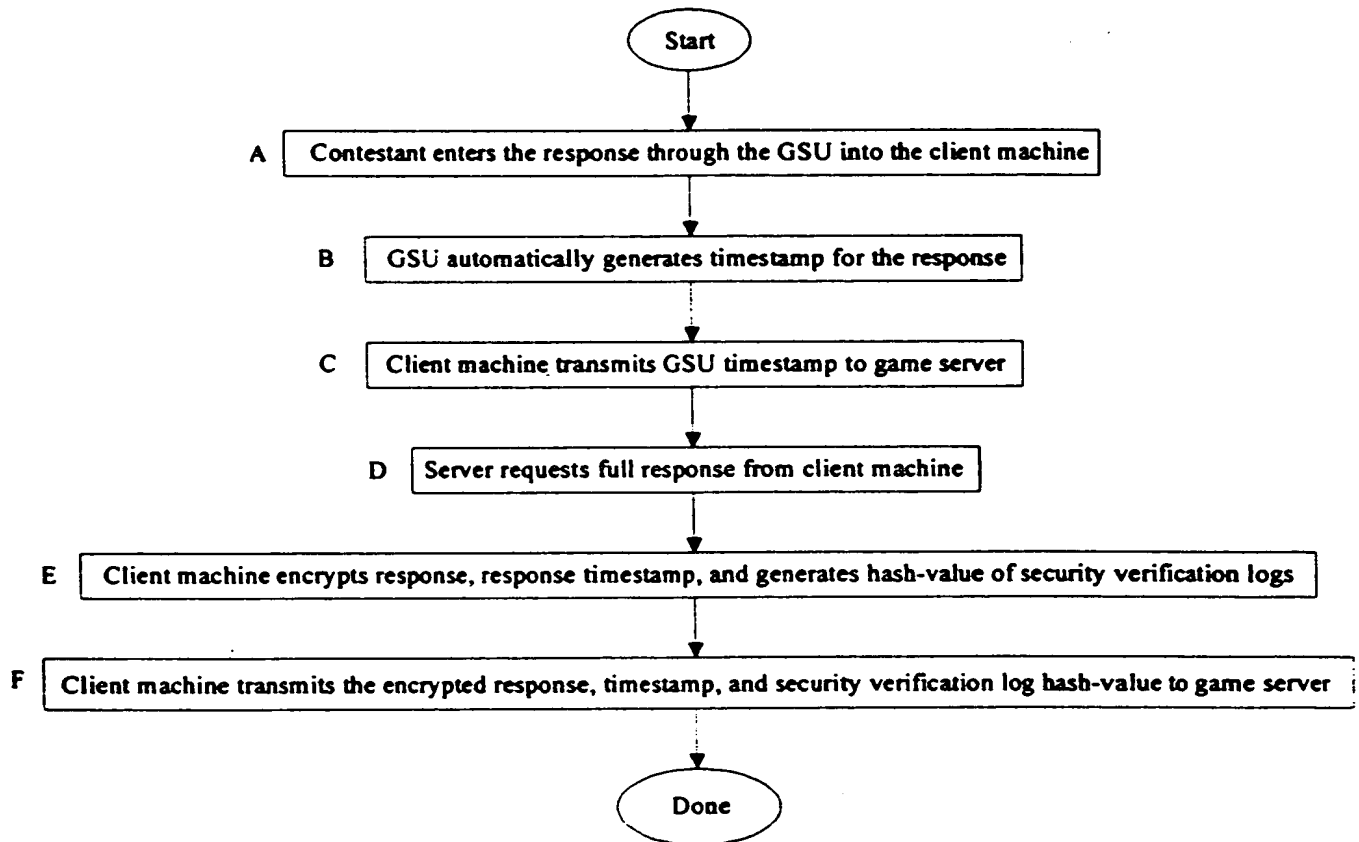 Start
A Contestant enters the response through the GSU into the client machine
B GSU automatically generates timestamp for the response
C Client machine transmits GSU timestamp to game server
D Server requests full response from client machine
E Client machine encrypts response, response timestamp, and generates hash-value of security verification logs
F Client machine transmits the encrypted response, timestamp, and security verification log hash-value to game server
Done